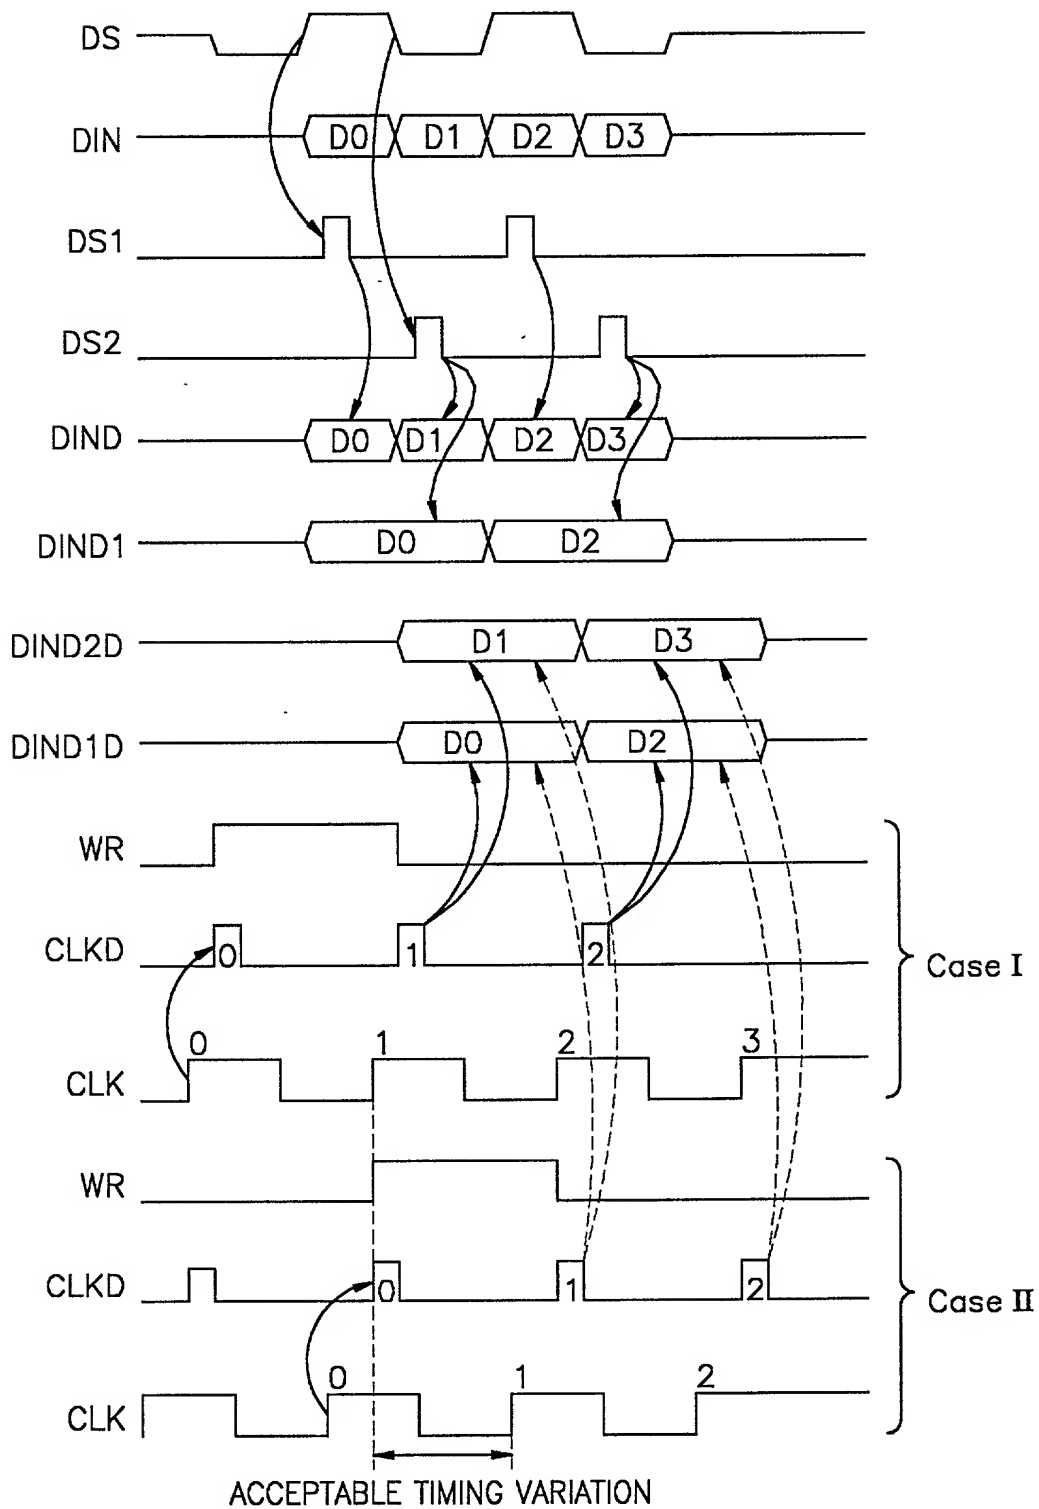 DS
DIN D0 D1 D2 D3
DS1
DS2
DIND D0 D1 D2 D3
DIND1 D0 D2
DIND2D D1 D3
DIND1D D0 D2
WR
CLKD 0 1 2
Case I
0 1 2 3
CLK
WR
CLKD 0 1 2
Case II
0 1 2
CLK
ACCEPTABLE TIMING VARIATION